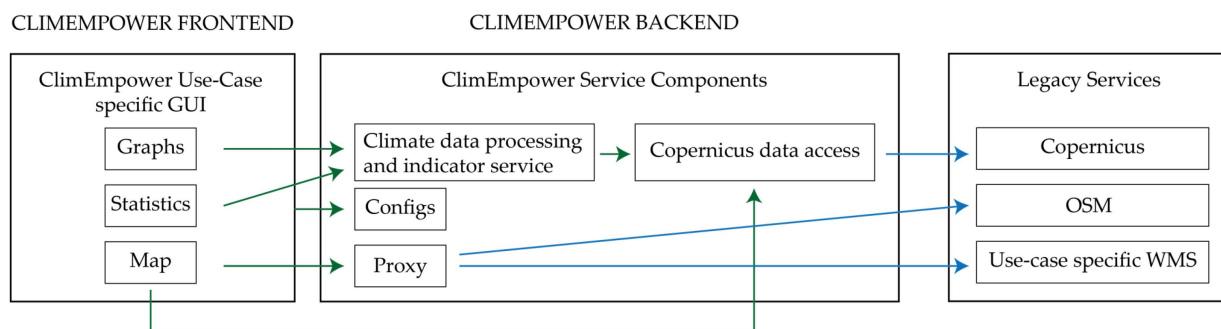 CLIMEMPOWER FRONTEND
CLIMEMPOWER BACKEND
ClimEmpower Use-Case
specific GUI
Graphs
Statistics
Map
ClimEmpower Service Components
Climate data processing
and indicator service
Copernicus data access
Configs
Proxy
Legacy Services
Copernicus
OSM
Use-case specific WMS